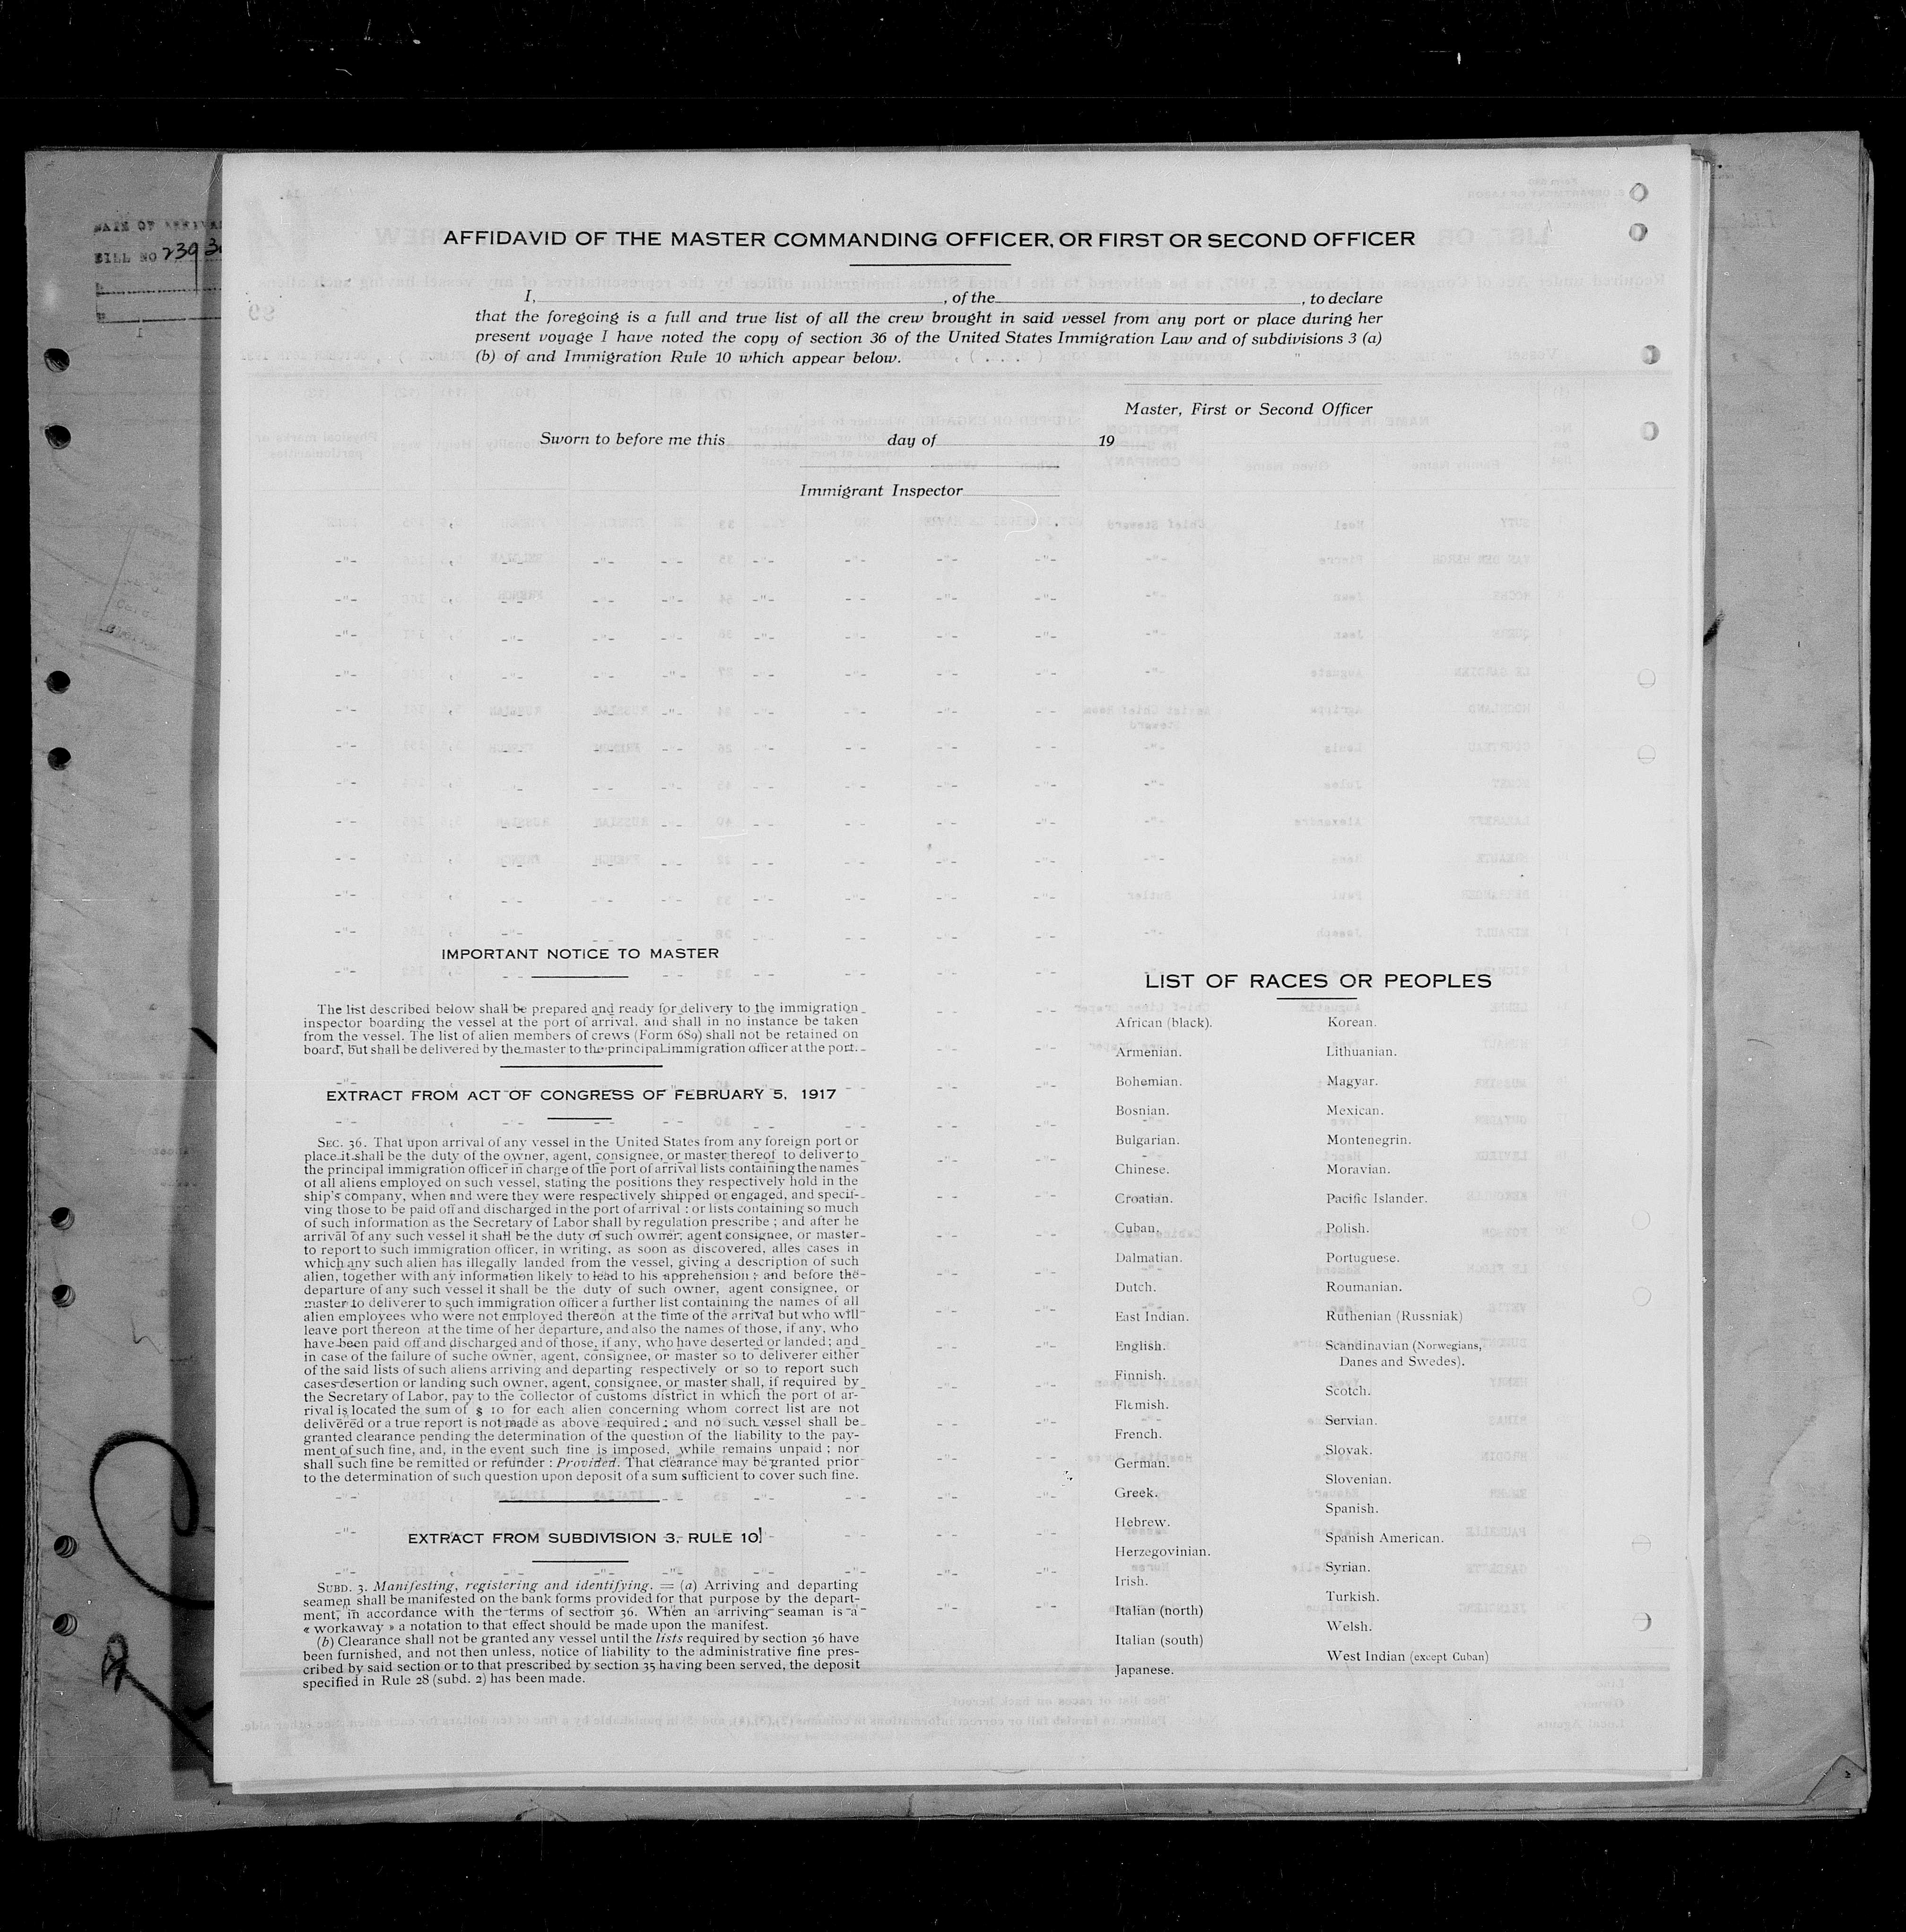 AFFIDAVID OF THE MASTER COMMANDING OFFICER, OR FIRST OR SECOND OFFICER
I, , of the , to declare
that the foregoing is a full and true list of all the crew brought in said vessel from any port or place during her
present voyage I have noted the copy of section 36 of the United States Immigration Law and of subdivisions 3 (a)
(b) of and Immigration Rule 10 which appear below.
Master, First or Second Officer
Sworn to before me this day of 19
Immigrant Inspector
BILL NO 239
IMPORTANT NOTICE TO MASTER
The list described below shall be prepared and ready for delivery to the immigration
inspector boarding the vessel at the port of arrival. and shall in no instance be taken
from the vessel. The list of alien members of crews (Form 689) shall not be retained on
board, but shall be delivered by the master to the principal immigration officer at the port.
EXTRACT FROM ACT OF CONGRESS OF FEBRUARY 5, 1917
SEC. 36. That upon arrival of any vessel in the United States from any foreign port or
place it shall be the duty of the owner, agent, consignee, or master thereof to deliver to
the principal immigration officer in charge of the port of arrival lists containing the names
of all aliens employed on such vessel, stating the positions they respectively hold in the
ship's company, when and were they were respectively shipped or engaged, and specif-
ving those to be paid off and discharged in the port of arrival : or lists containing so much
of such information as the Secretary of Labor shall by regulation prescribe ; and after he
arrival of any such vessel it shall be the duty of such owner, agent consignee, or master
to report to such immigration officer, in writing, as soon as discovered, alles cases in
which any such alien has illegally landed from the vessel, giving a description of such
alien, together with any information likely to lead to his apprehension ; and before the
departure of any such vessel it shall be the duty of such owner, agent consignee, or
master to deliverer to such immigration officer a further list containing the names of all
alien employees who were not employed thereon at the time of the arrival but who will
leave port thereon at the time of her departure, and also the names of those, if any, who
have been paid off and discharged and of those, if any, who have deserted or landed ; and
in case of the failure of suche owner, agent, consignee, or master so to deliverer either
of the said lists of such aliens arriving and departing respectively or so to report such
cases desertion or landing such owner, agent, consignee, or master shall, if required by
the Secretary of Labor, pay to the collector of customs district in which the port of ar-
rival is located the sum of $ 10 for each alien concerning whom correct list are not
delivered or a true report is not made as above required ; and no such vessel shall be
granted clearance pending the determination of the question of the liability to the pay-
ment of such fine, and, in the event such fine is imposed, while remains unpaid ; nor
shall such fine be remitted or refunder : Provided. That clearance may be granted prior
to the determination of such question upon deposit of a sum sufficient to cover such fine.
EXTRACT FROM SUBDIVISION 3, RULE 10
SUBD. 3. Manifesting, registering and identifying. = (a) Arriving and departing
seamen shall be manifested on the bank forms provided for that purpose by the depart-
ment, in accordance with the terms of section 36. When an arriving seaman is a
« workaway » a notation to that effect should be made upon the manifest.
(b) Clearance shall not be granted any vessel until the lists required by section 36 have
been furnished, and not then unless, notice of liability to the administrative fine pres-
cribed by said section or to that prescribed by section 35 having been served, the deposit
specified in Rule 28 (subd. 2) has been made.
LIST OF RACES OR PEOPLES
African (black).
Armenian.
Bohemian.
Bosnian.
Bulgarian.
Chinese.
Croatian.
Cuban.
Dalmatian.
Dutch.
East Indian.
English.
Finnish.
Flemish.
French.
German.
Greek.
Hebrew.
Herzegovinian.
Irish.
Italian (north)
Italian (south)
Japanese.
Korean.
Lithuanian.
Magyar.
Mexican.
Montenegrin.
Moravian.
Pacific Islander.
Polish.
Portuguese.
Roumanian.
Ruthenian (Russniak)
Scandinavian (Norwegians,
Danes and Swedes).
Scotch.
Servian.
Slovak.
Slovenian.
Spanish.
Spanish American.
Syrian.
Turkish.
Welsh.
West Indian (except Cuban)